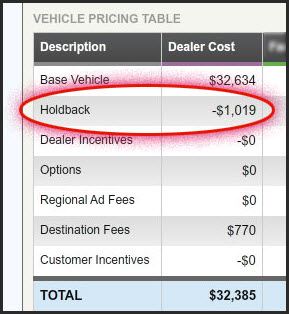 VEHICLE PRICING TABLE
Description Dealer Cost
Base Vehicle $32,634
Holdback -$1,019
Dealer Incentives -$0
Options $0
Regional Ad Fees $0
Destination Fees $770
Customer Incentives -$0
TOTAL $32,385